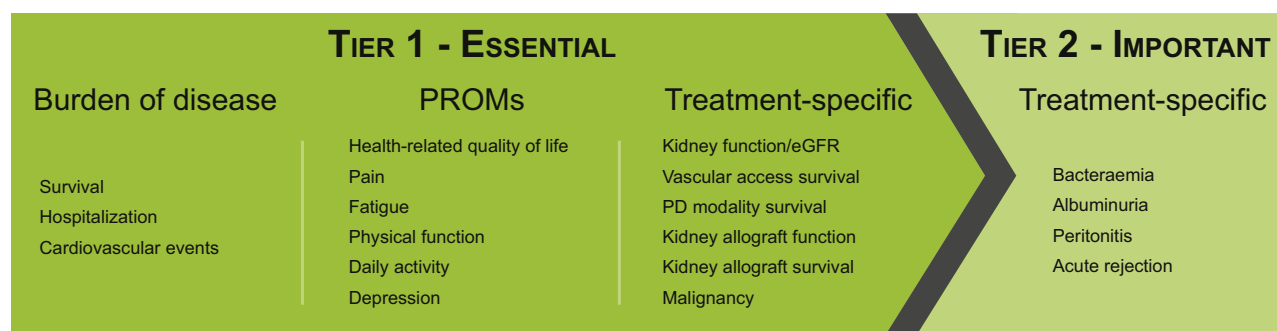 TIER 1 - ESSENTIAL
Burden of disease
Survival
Hospitalization
Cardiovascular events
PROMs
Health-related quality of life
Pain
Fatigue
Physical function
Daily activity
Depression
Treatment-specific
Kidney function/eGFR
Vascular access survival
PD modality survival
Kidney allograft function
Kidney allograft survival
Malignancy
TIER 2 - IMPORTANT
Treatment-specific
Bacteraemia
Albuminuria
Peritonitis
Acute rejection